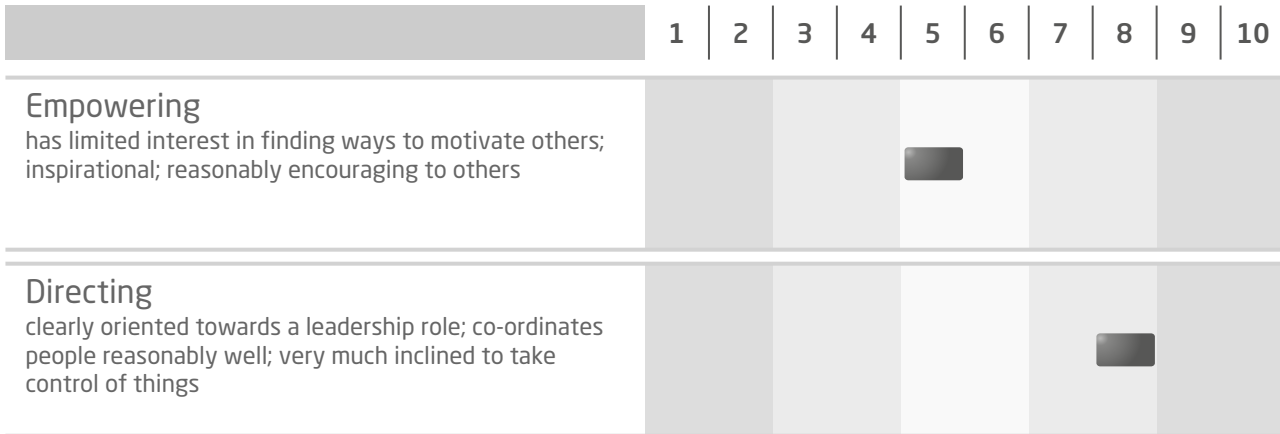 1 2 3 4 5 6 7 8 9 10
Empowering
has limited interest in finding ways to motivate others;
inspirational; reasonably encouraging to others
Directing
clearly oriented towards a leadership role; co-ordinates
people reasonably well; very much inclined to take
control of things